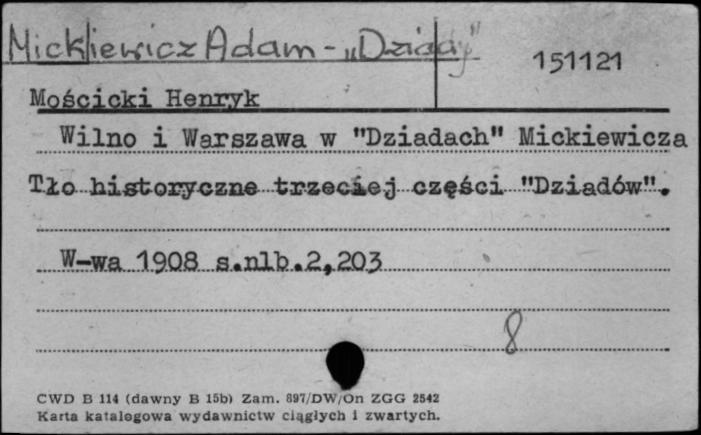 Mickiewicz Adam - "Dziady"
151121
Mościcki Henryk
Wilno i Warszawa w "Dziadach" Mickiewicza
Tło historyczne trzeciej części "Dziadów".
W-wa 1908 s.nlb.2,203
8
CWD B 114 (dawny B 15b) Zam. 897/DW/On ZGG 2542
Karta katalogowa wydawnictw ciągłych i zwartych.